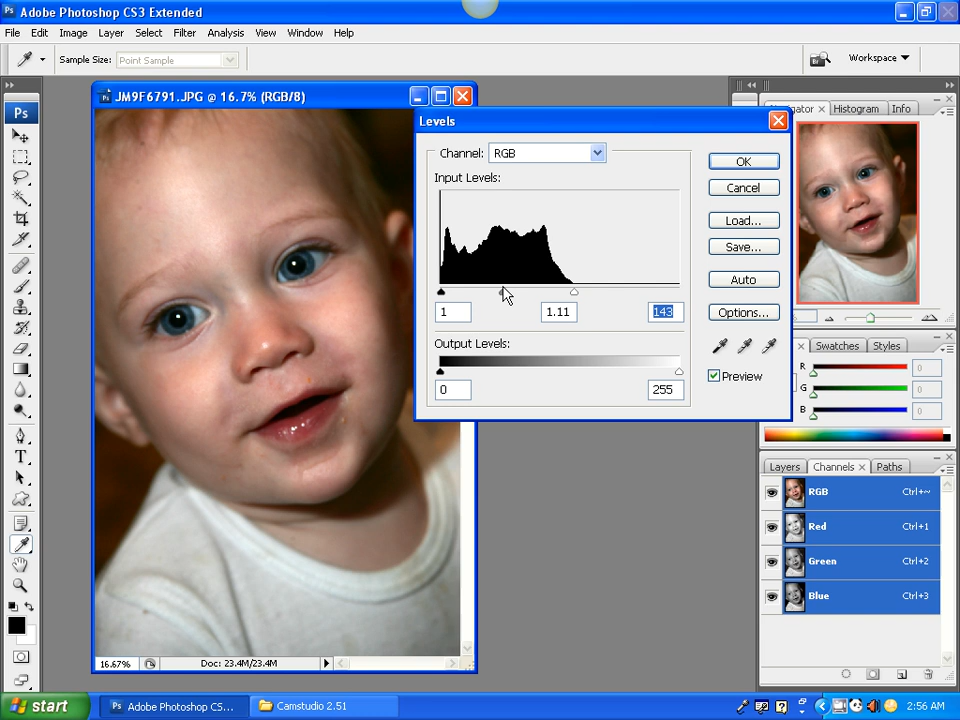 Ps Adobe Photoshop CS3 Extended
File Edit Image Layer Select Filter Analysis View Window Help
Sample Size: Point Sample
Workspace
JM9F6791.JPG @ 16.7% (RGB/8)
Ps
Levels
Channel: RGB
Input Levels:
1 1.11 143
Output Levels:
0 255
OK
Cancel
Load...
Save...
Auto
Options...
Preview
Navigator Histogram Info
Swatches Styles
R 0
G 0
B 0
Layers Channels Paths
RGB Ctrl+~
Red Ctrl+1
Green Ctrl+2
Blue Ctrl+3
T
16.67% Doc: 23.4M/23.4M
start
Ps Adobe Photoshop CS...
Camstudio 2.51
2:56 AM